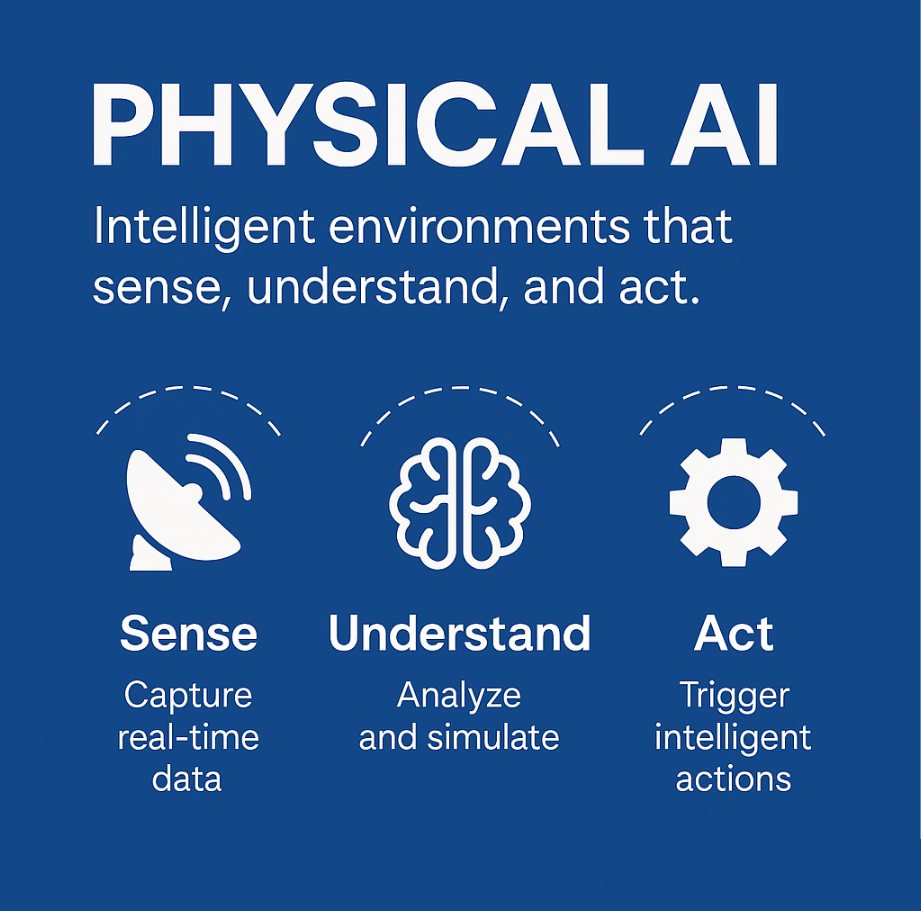 PHYSICAL AI
Intelligent environments that
sense, understand, and act.
Sense
Capture
real-time
data
Understand
Analyze
and simulate
Act
Trigger
intelligent
actions